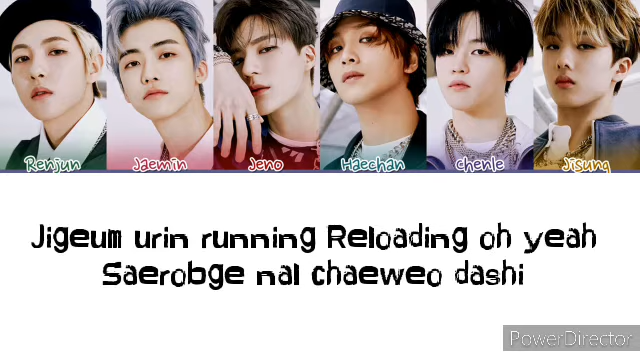 Renjun Jaemin Jeno Haechan chenle Jisung
Jigeum urin running Reloading oh yeah
Saerobge nal chaeweo dashi
PowerDirector